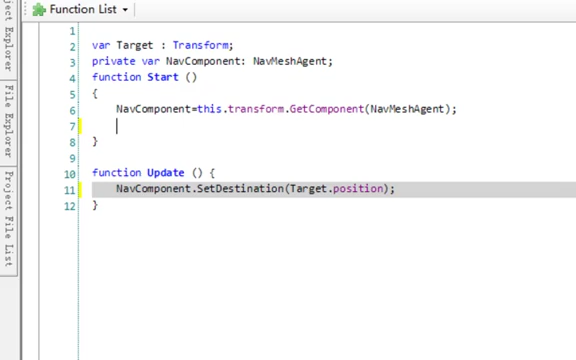 Function List
Project Explorer
File Explorer
Project File List
1
2 var Target : Transform;
3 private var NavComponent: NavMeshAgent;
4 function Start ()
5 {
6 NavComponent=this.transform.GetComponent(NavMeshAgent);
7
8 }
9
10 function Update () {
11 NavComponent.SetDestination(Target.position);
12 }